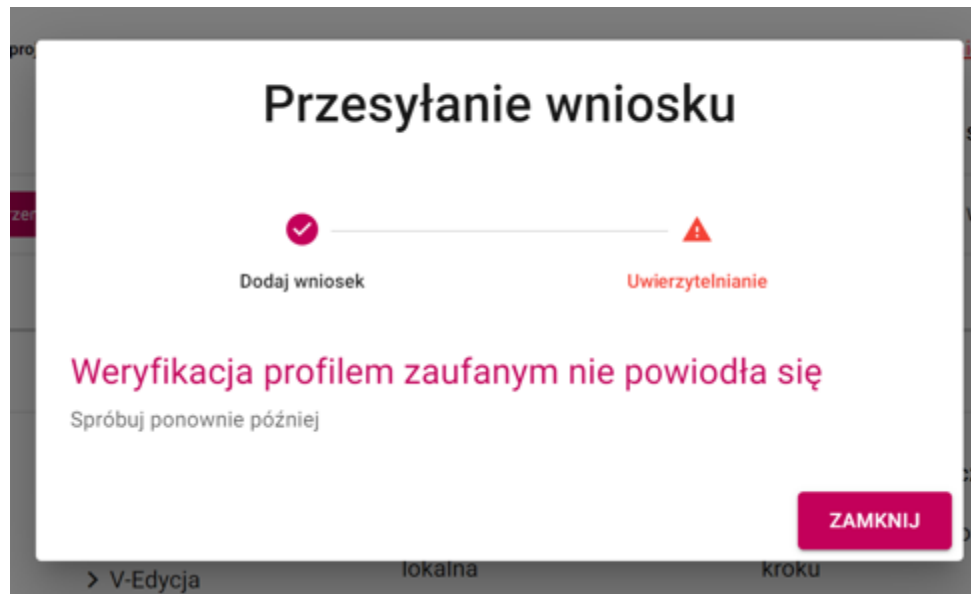 Przesyłanie wniosku
Dodaj wniosek
Uwierzytelnianie
Weryfikacja profilem zaufanym nie powiodła się
Spróbuj ponownie później
ZAMKNIJ
V-Edycja
lokalna
kroku